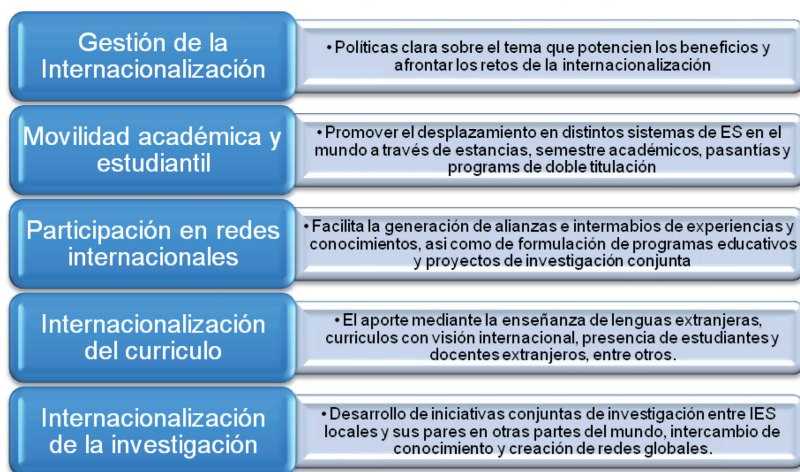 Gestión de la
Internacionalización
• Políticas clara sobre el tema que potencien los beneficios y
afrontar los retos de la internacionalización
Movilidad académica y
estudiantil
• Promover el desplazamiento en distintos sistemas de ES en el
mundo a través de estancias, semestre académicos, pasantías y
programs de doble titulación
Participación en redes
internacionales
• Facilita la generación de alianzas e intermabios de experiencias y
conocimientos, asi como de formulación de programas educativos
y proyectos de investigación conjunta
Internacionalización
del curriculo
• El aporte mediante la enseñanza de lenguas extranjeras,
curriculos con visión internacional, presencia de estudiantes y
docentes extranjeros, entre otros.
Internacionalización
de la investigación
• Desarrollo de iniciativas conjuntas de investigación entre IES
locales y sus pares en otras partes del mundo, intercambio de
conocimiento y creación de redes globales.